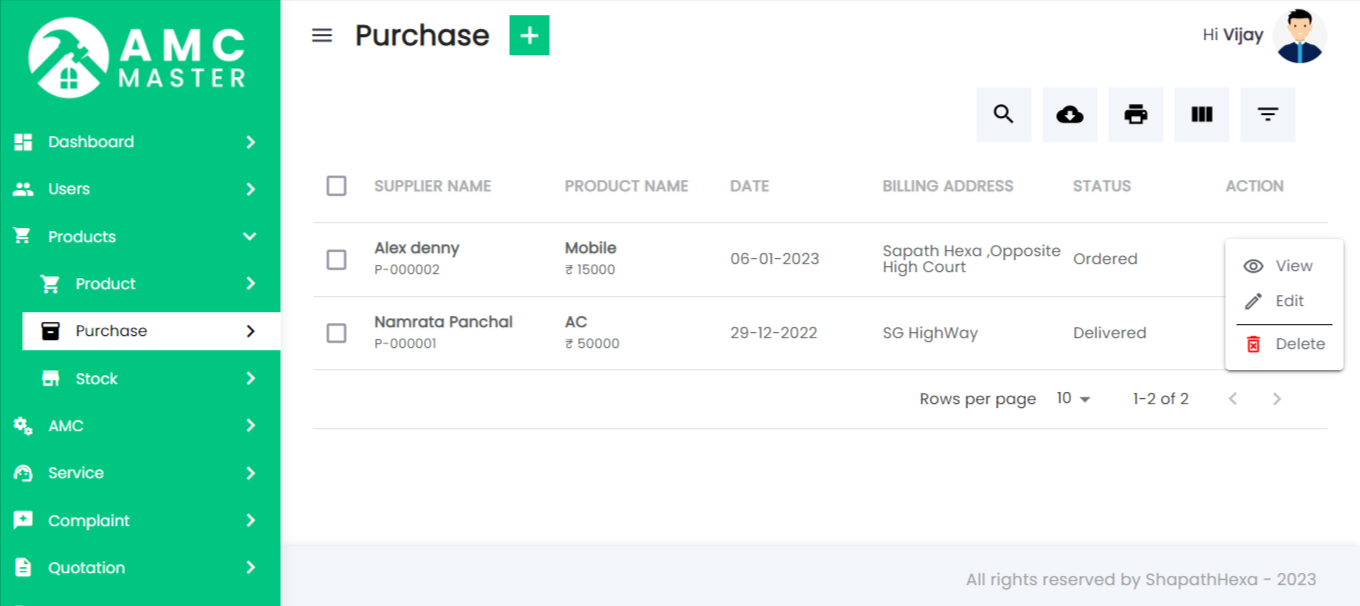 AMC
MASTER
Dashboard
Users
Products
Product
Purchase
Stock
AMC
Service
Complaint
Quotation
Purchase
Hi Vijay
SUPPLIER NAME PRODUCT NAME DATE BILLING ADDRESS STATUS ACTION
Alex denny Mobile 06-01-2023 Sapath Hexa ,Opposite Ordered
P-000002 ₹ 15000 High Court
Namrata Panchal AC 29-12-2022 SG HighWay Delivered
P-000001 ₹ 50000
View
Edit
Delete
Rows per page 10 1-2 of 2
All rights reserved by ShapathHexa - 2023